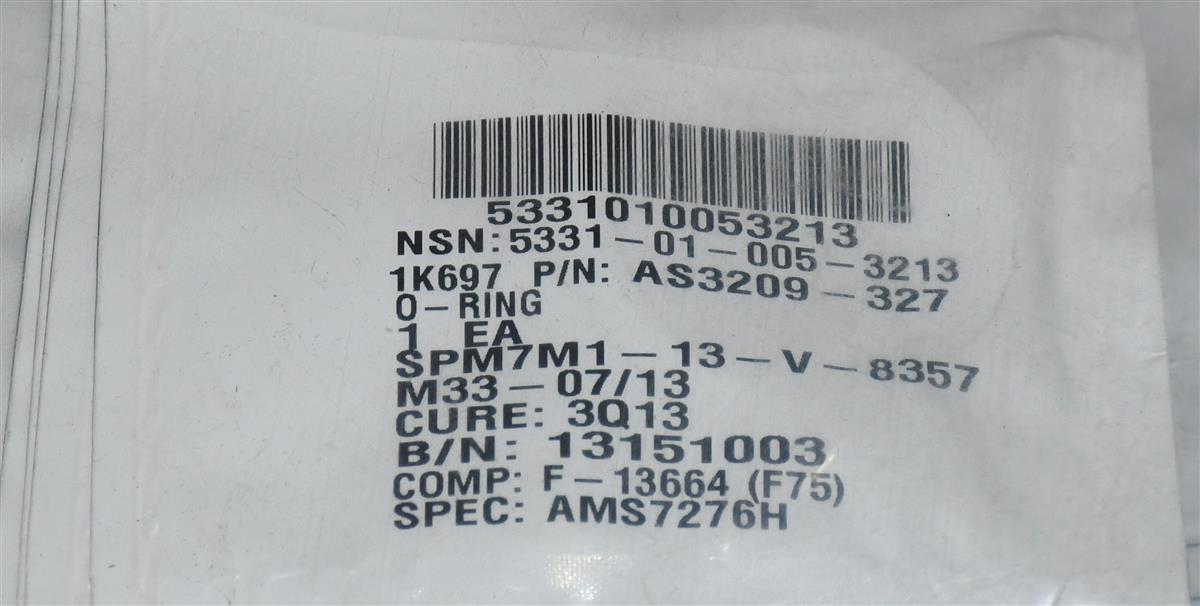 5331010053213
NSN: 5331-01-005-3213
1K697 P/N: AS3209-327
O-RING
1 EA
SPM7M1-13-V-8357
M33-07/13
CURE: 3Q13
B/N: 13151003
COMP: F-13664 (F75)
SPEC: AMS7276H